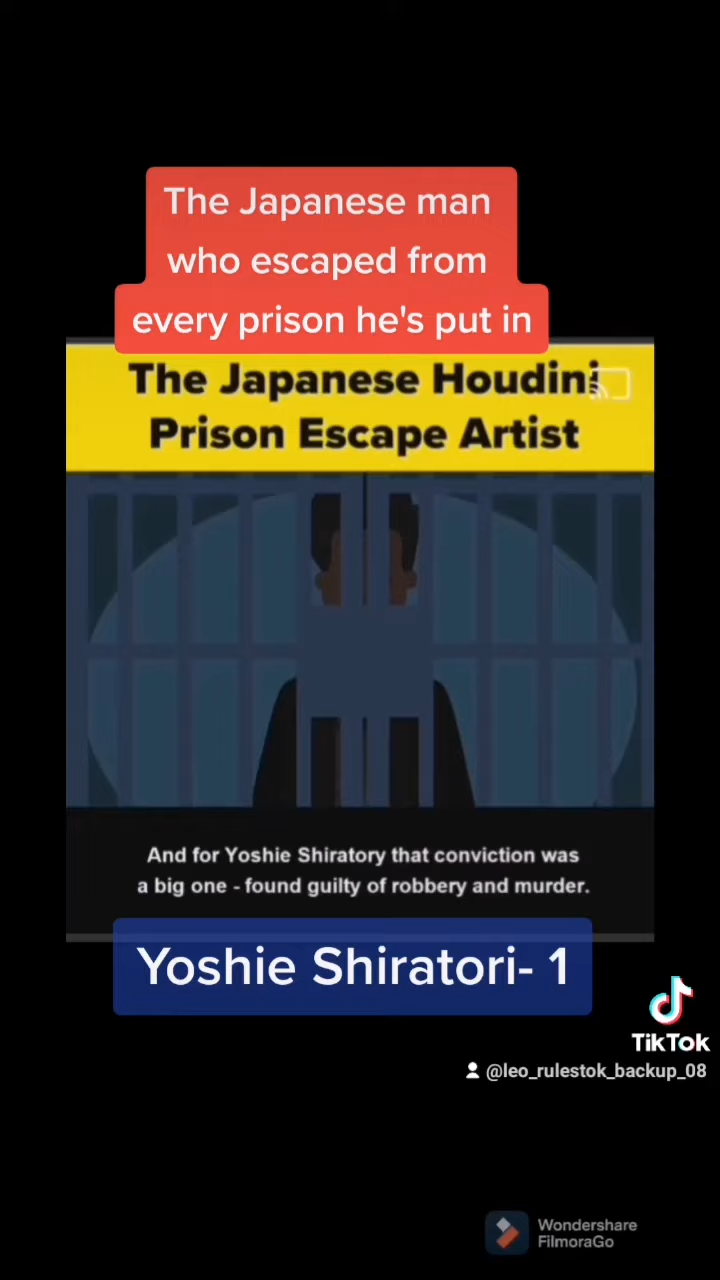 The Japanese man
who escaped from
every prison he's put in
The Japanese Houdini
Prison Escape Artist
And for Yoshie Shiratory that conviction was
a big one - found guilty of robbery and murder.
Yoshie Shiratori- 1
TikTok
@leo_rulestok_backup_08
Wondershare
FilmoraGo